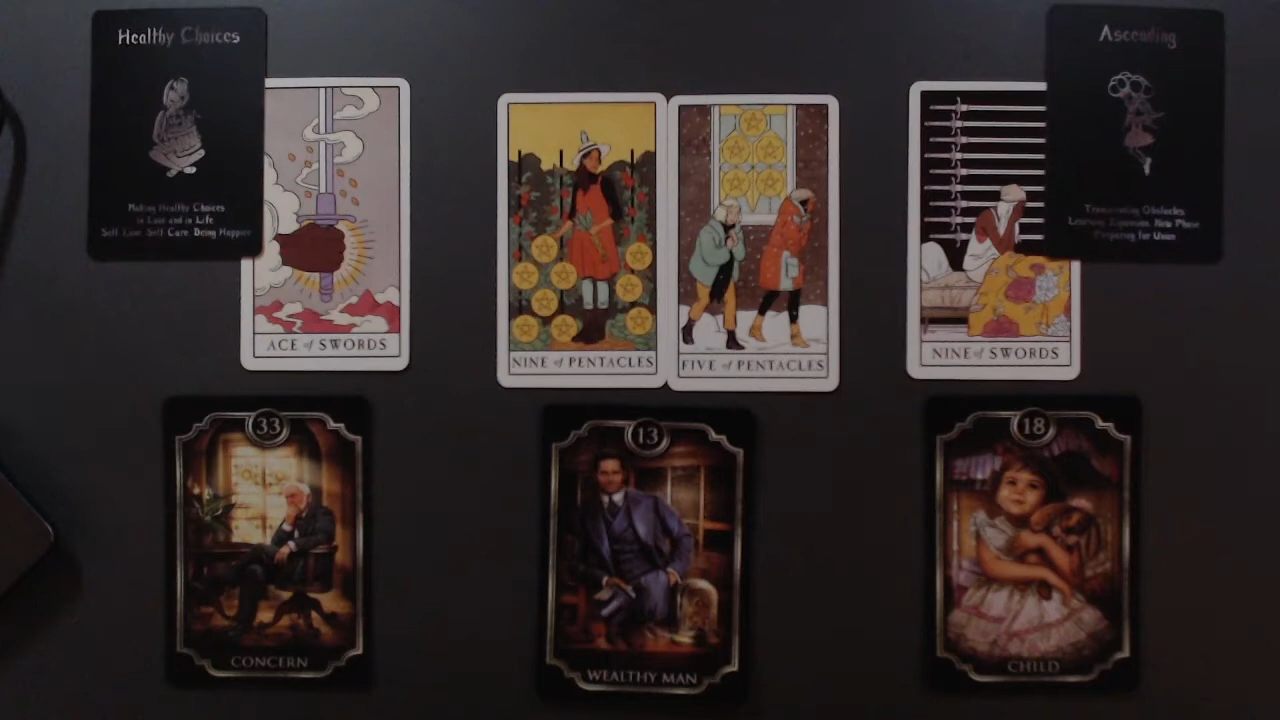 Healthy Choices
Making Healthy Choices
in Love and in Life
Self Love Self Care Being Happier
ACE of SWORDS
NINE of PENTACLES
FIVE of PENTACLES
NINE of SWORDS
Ascending
Transcending Obstacles
Learning, Expansion, New Phase
Preparing for Union
33
CONCERN
13
WEALTHY MAN
18
CHILD